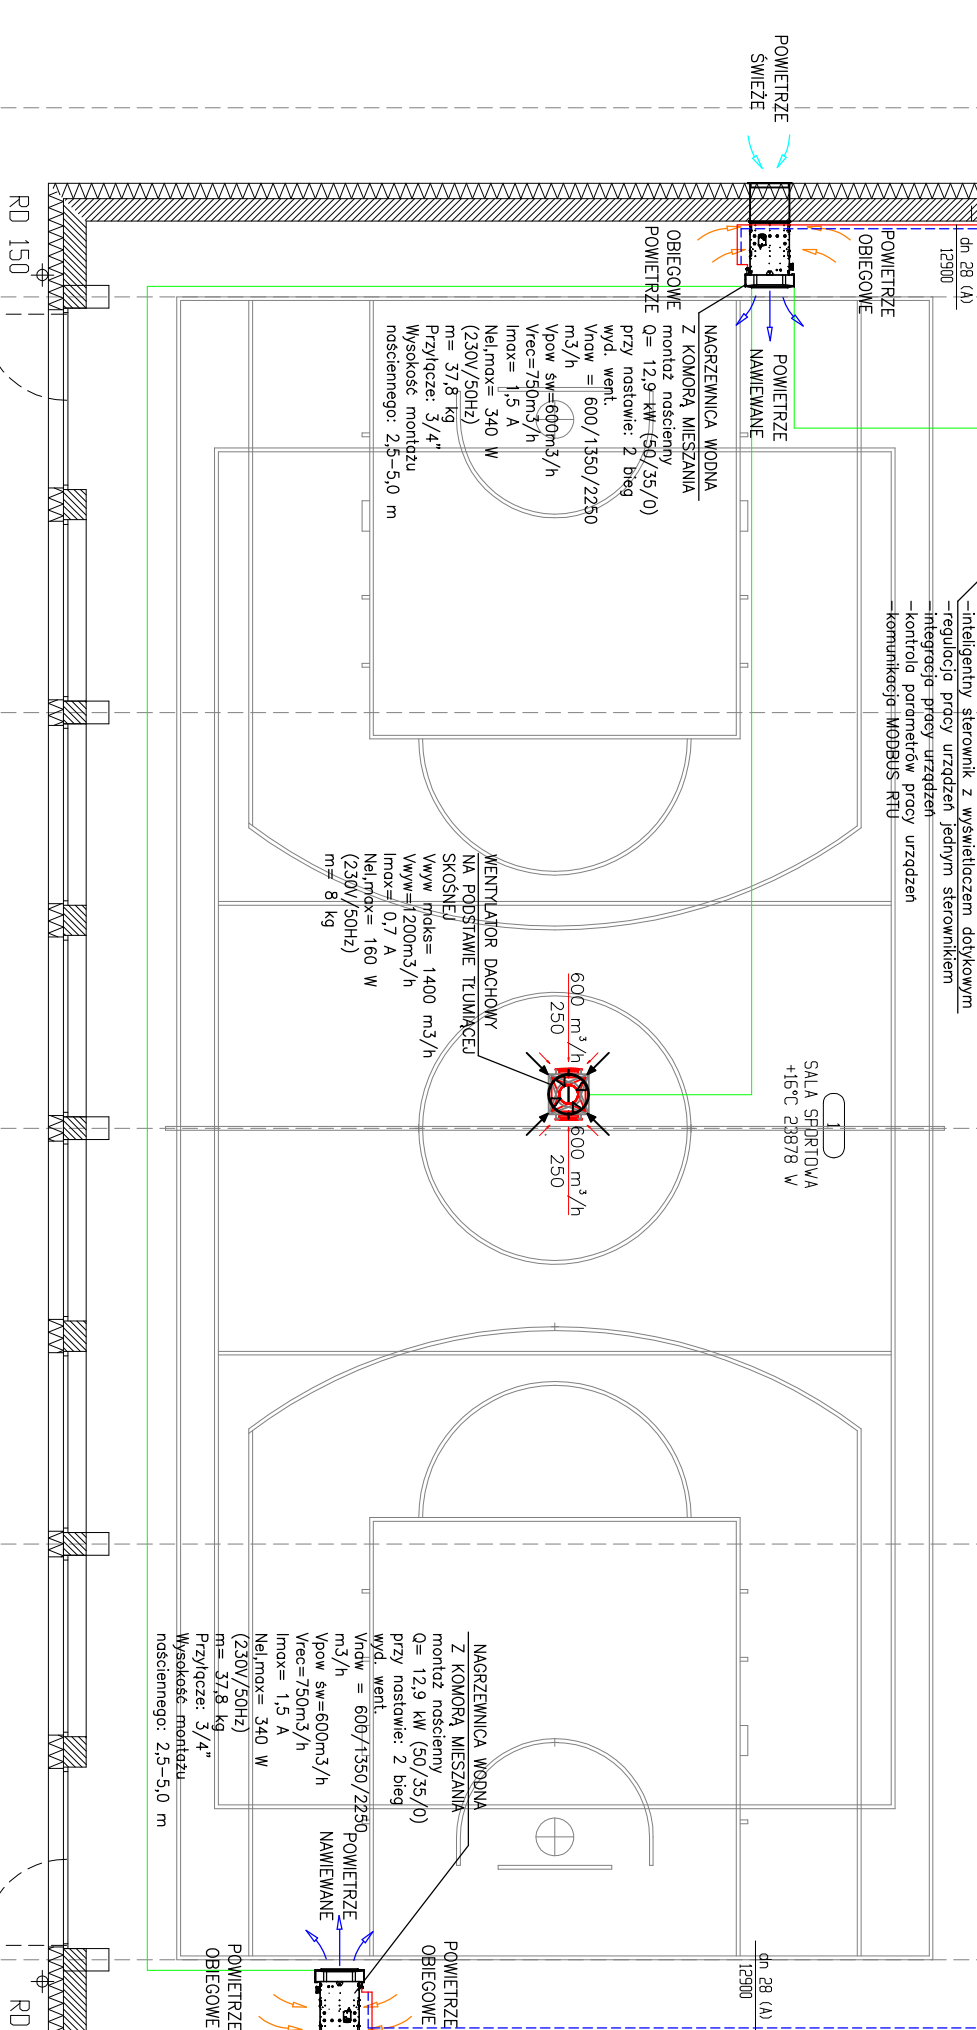 POWIETRZE
ŚWIEŻE
RD 150
OBIEGOWE
POWIETRZE
POWIETRZE
OBIEGOWE
dn 28 (A)
12900
POWIETRZE
NAWIEWANE
NAGRZEWNICA WODNA
Z KOMORĄ MIESZANIA
montaż naścienny
Q= 12,9 kW (50/35/0)
przy nastawie: 2 bieg
wyd. went.
Vnaw = 600/1350/2250
m3/h
Vpow św=600m3/h
Vrec=750m3/h
Imax= 1,5 A
Nel,max= 340 W
(230V/50Hz)
m= 37,8 kg
Przyłącze: 3/4"
Wysokość montażu
naściennego: 2,5-5,0 m
-inteligentny sterownik z wyświetlaczem dotykowym
-regulacja pracy urządzeń jednym sterownikiem
-integracja pracy urządzeń
-kontrola parametrów pracy urządzeń
-komunikacja MODBUS RTU
WENTYLATOR DACHOWY
NA PODSTAWIE TŁUMIĄCEJ
SKOŚNEJ
Vwyw maks= 1400 m3/h
Vwyw=1200m3/h
Imax= 0,7 A
Nel,max= 160 W
(230V/50Hz)
m= 8 kg
600 m³/h
250
600 m³/h
250
1
SALA SPORTOWA
+16°C 23878 W
NAGRZEWNICA WODNA
Z KOMORĄ MIESZANIA
montaż naścienny
Q= 12,9 kW (50/35/0)
przy nastawie: 2 bieg
wyd. went.
Vnaw = 600/1350/2250
m3/h
Vpow św=600m3/h
Vrec=750m3/h
Imax= 1,5 A
Nel,max= 340 W
(230V/50Hz)
m= 37,8 kg
Przyłącze: 3/4"
Wysokość montażu
naściennego: 2,5-5,0 m
POWIETRZE
NAWIEWANE
POWIETRZE
OBIEGOWE
POWIETRZE
OBIEGOWE
dn 28 (A)
12900
RD